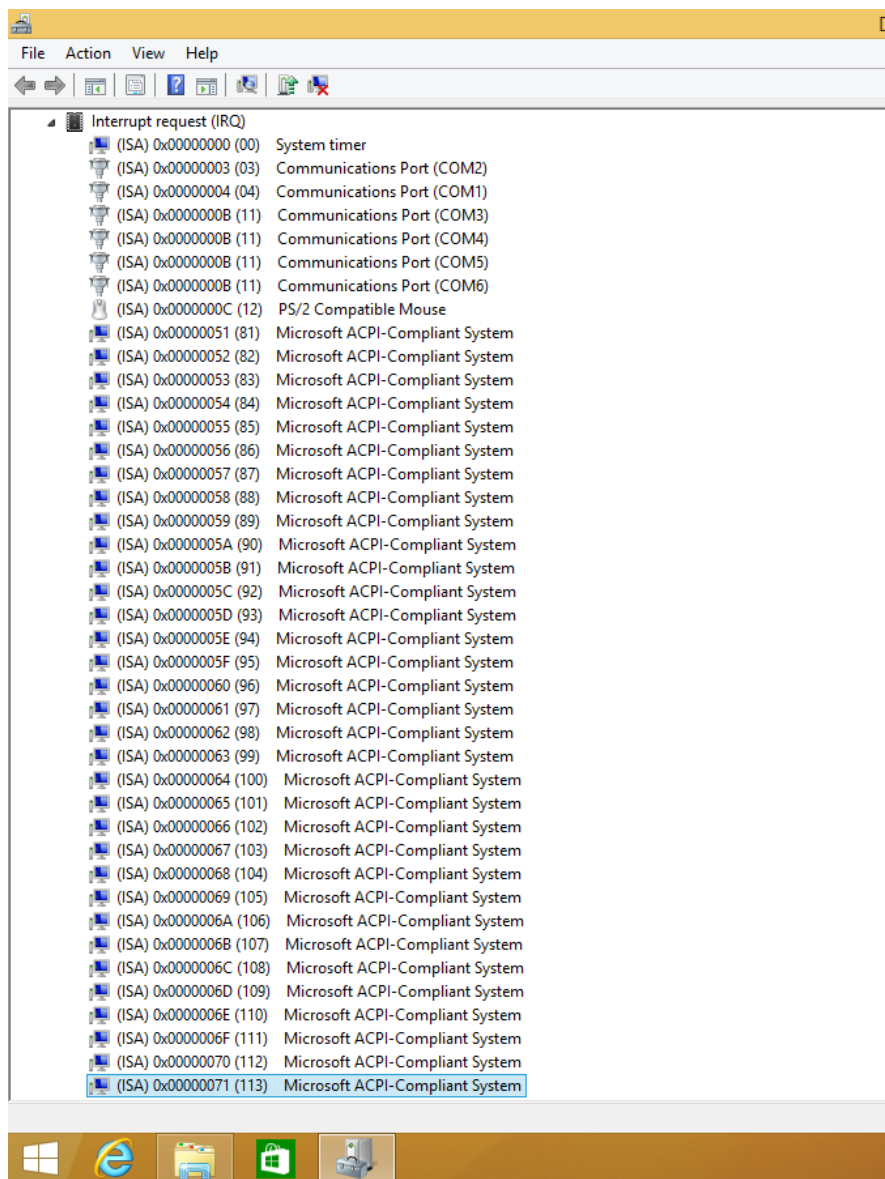 File Action View Help
Interrupt request (IRQ)
(ISA) 0x00000000 (00) System timer
(ISA) 0x00000003 (03) Communications Port (COM2)
(ISA) 0x00000004 (04) Communications Port (COM1)
(ISA) 0x0000000B (11) Communications Port (COM3)
(ISA) 0x0000000B (11) Communications Port (COM4)
(ISA) 0x0000000B (11) Communications Port (COM5)
(ISA) 0x0000000B (11) Communications Port (COM6)
(ISA) 0x0000000C (12) PS/2 Compatible Mouse
(ISA) 0x00000051 (81) Microsoft ACPI-Compliant System
(ISA) 0x00000052 (82) Microsoft ACPI-Compliant System
(ISA) 0x00000053 (83) Microsoft ACPI-Compliant System
(ISA) 0x00000054 (84) Microsoft ACPI-Compliant System
(ISA) 0x00000055 (85) Microsoft ACPI-Compliant System
(ISA) 0x00000056 (86) Microsoft ACPI-Compliant System
(ISA) 0x00000057 (87) Microsoft ACPI-Compliant System
(ISA) 0x00000058 (88) Microsoft ACPI-Compliant System
(ISA) 0x00000059 (89) Microsoft ACPI-Compliant System
(ISA) 0x0000005A (90) Microsoft ACPI-Compliant System
(ISA) 0x0000005B (91) Microsoft ACPI-Compliant System
(ISA) 0x0000005C (92) Microsoft ACPI-Compliant System
(ISA) 0x0000005D (93) Microsoft ACPI-Compliant System
(ISA) 0x0000005E (94) Microsoft ACPI-Compliant System
(ISA) 0x0000005F (95) Microsoft ACPI-Compliant System
(ISA) 0x00000060 (96) Microsoft ACPI-Compliant System
(ISA) 0x00000061 (97) Microsoft ACPI-Compliant System
(ISA) 0x00000062 (98) Microsoft ACPI-Compliant System
(ISA) 0x00000063 (99) Microsoft ACPI-Compliant System
(ISA) 0x00000064 (100) Microsoft ACPI-Compliant System
(ISA) 0x00000065 (101) Microsoft ACPI-Compliant System
(ISA) 0x00000066 (102) Microsoft ACPI-Compliant System
(ISA) 0x00000067 (103) Microsoft ACPI-Compliant System
(ISA) 0x00000068 (104) Microsoft ACPI-Compliant System
(ISA) 0x00000069 (105) Microsoft ACPI-Compliant System
(ISA) 0x0000006A (106) Microsoft ACPI-Compliant System
(ISA) 0x0000006B (107) Microsoft ACPI-Compliant System
(ISA) 0x0000006C (108) Microsoft ACPI-Compliant System
(ISA) 0x0000006D (109) Microsoft ACPI-Compliant System
(ISA) 0x0000006E (110) Microsoft ACPI-Compliant System
(ISA) 0x0000006F (111) Microsoft ACPI-Compliant System
(ISA) 0x00000070 (112) Microsoft ACPI-Compliant System
(ISA) 0x00000071 (113) Microsoft ACPI-Compliant System